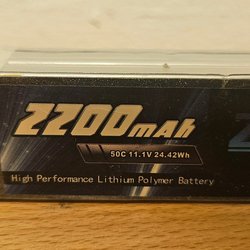 2200mAh
50C 11.1V 24.42Wh
High Performance Lithium Polymer Battery